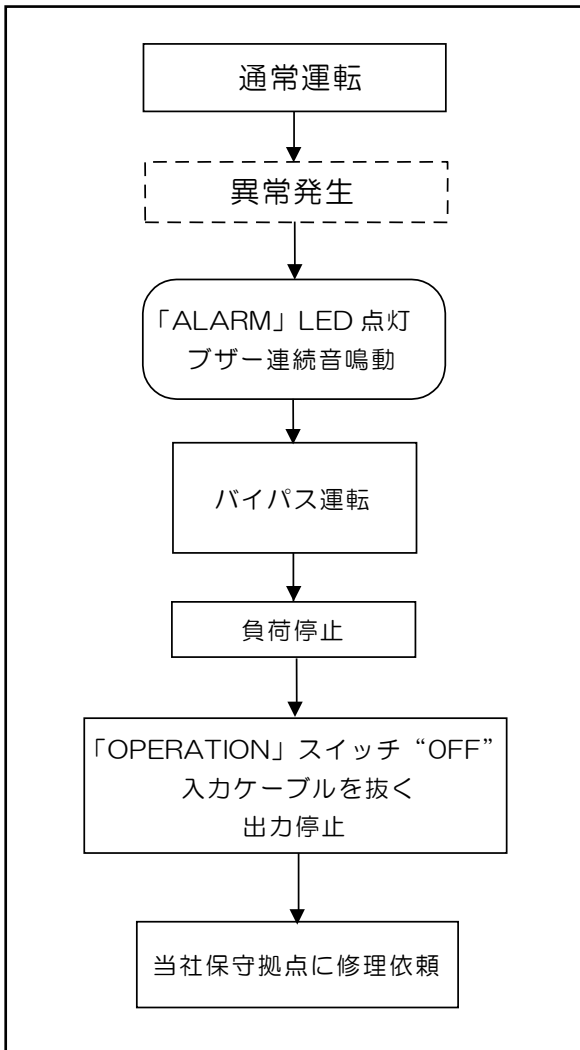 通常運転
異常発生
「ALARM」LED 点灯
ブザー連続音鳴動
バイパス運転
負荷停止
「OPERATION」スイッチ“OFF”
入力ケーブルを抜く
出力停止
当社保守拠点に修理依頼